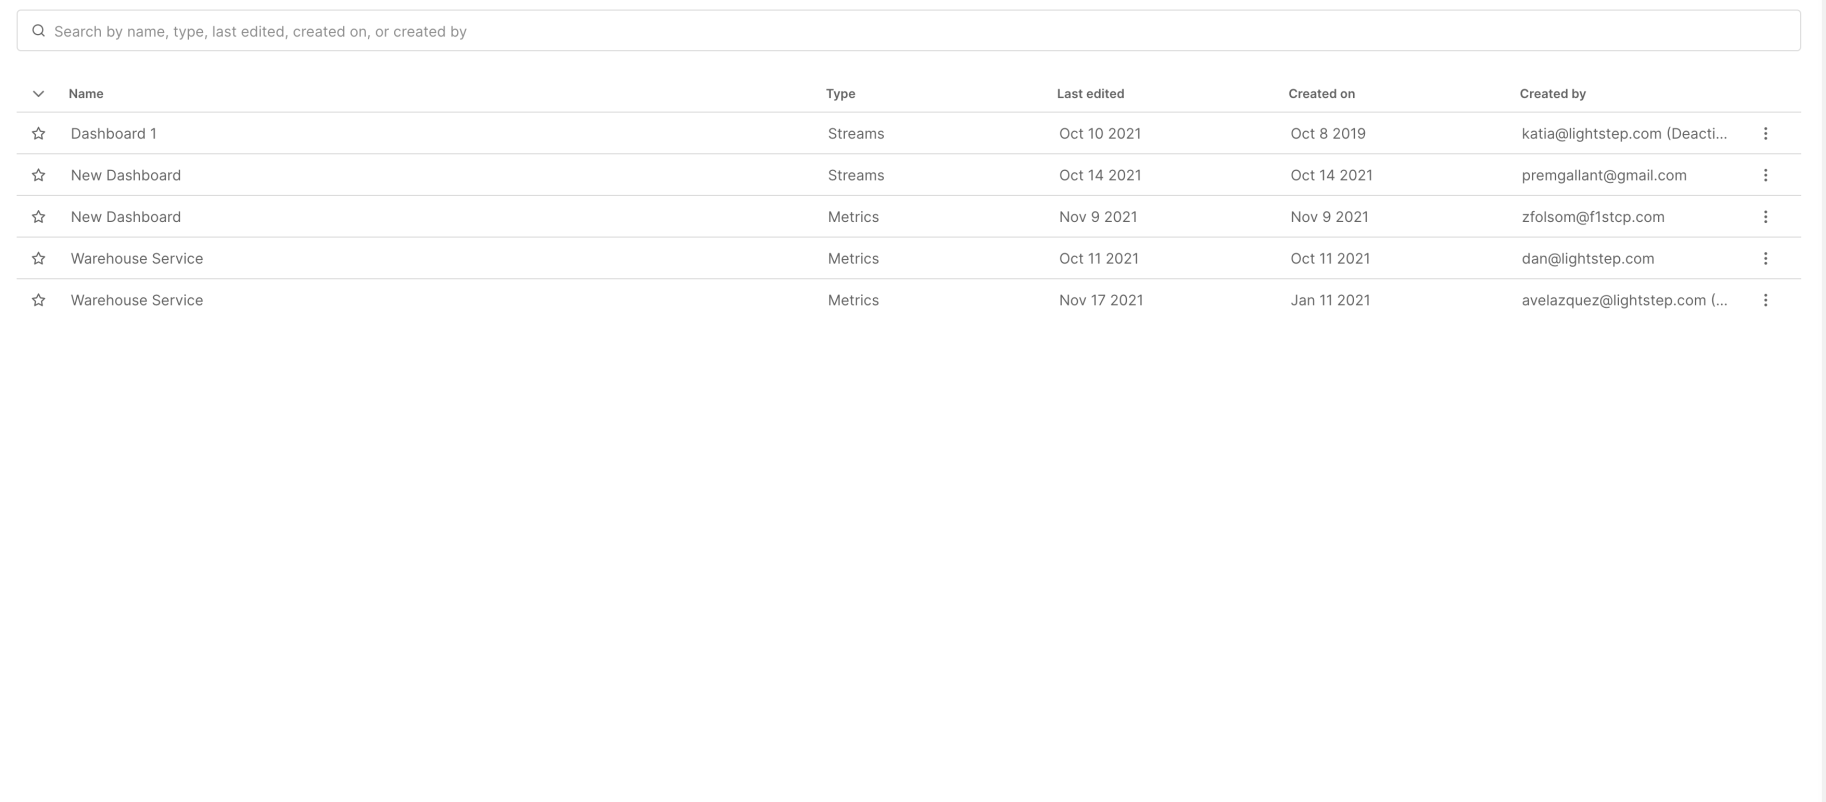 Search by name, type, last edited, created on, or created by
Name Type Last edited Created on Created by
Dashboard 1 Streams Oct 10 2021 Oct 8 2019 katia@lightstep.com (Deacti...
New Dashboard Streams Oct 14 2021 Oct 14 2021 premgallant@gmail.com
New Dashboard Metrics Nov 9 2021 Nov 9 2021 zfolsom@f1stcp.com
Warehouse Service Metrics Oct 11 2021 Oct 11 2021 dan@lightstep.com
Warehouse Service Metrics Nov 17 2021 Jan 11 2021 avelazquez@lightstep.com (...